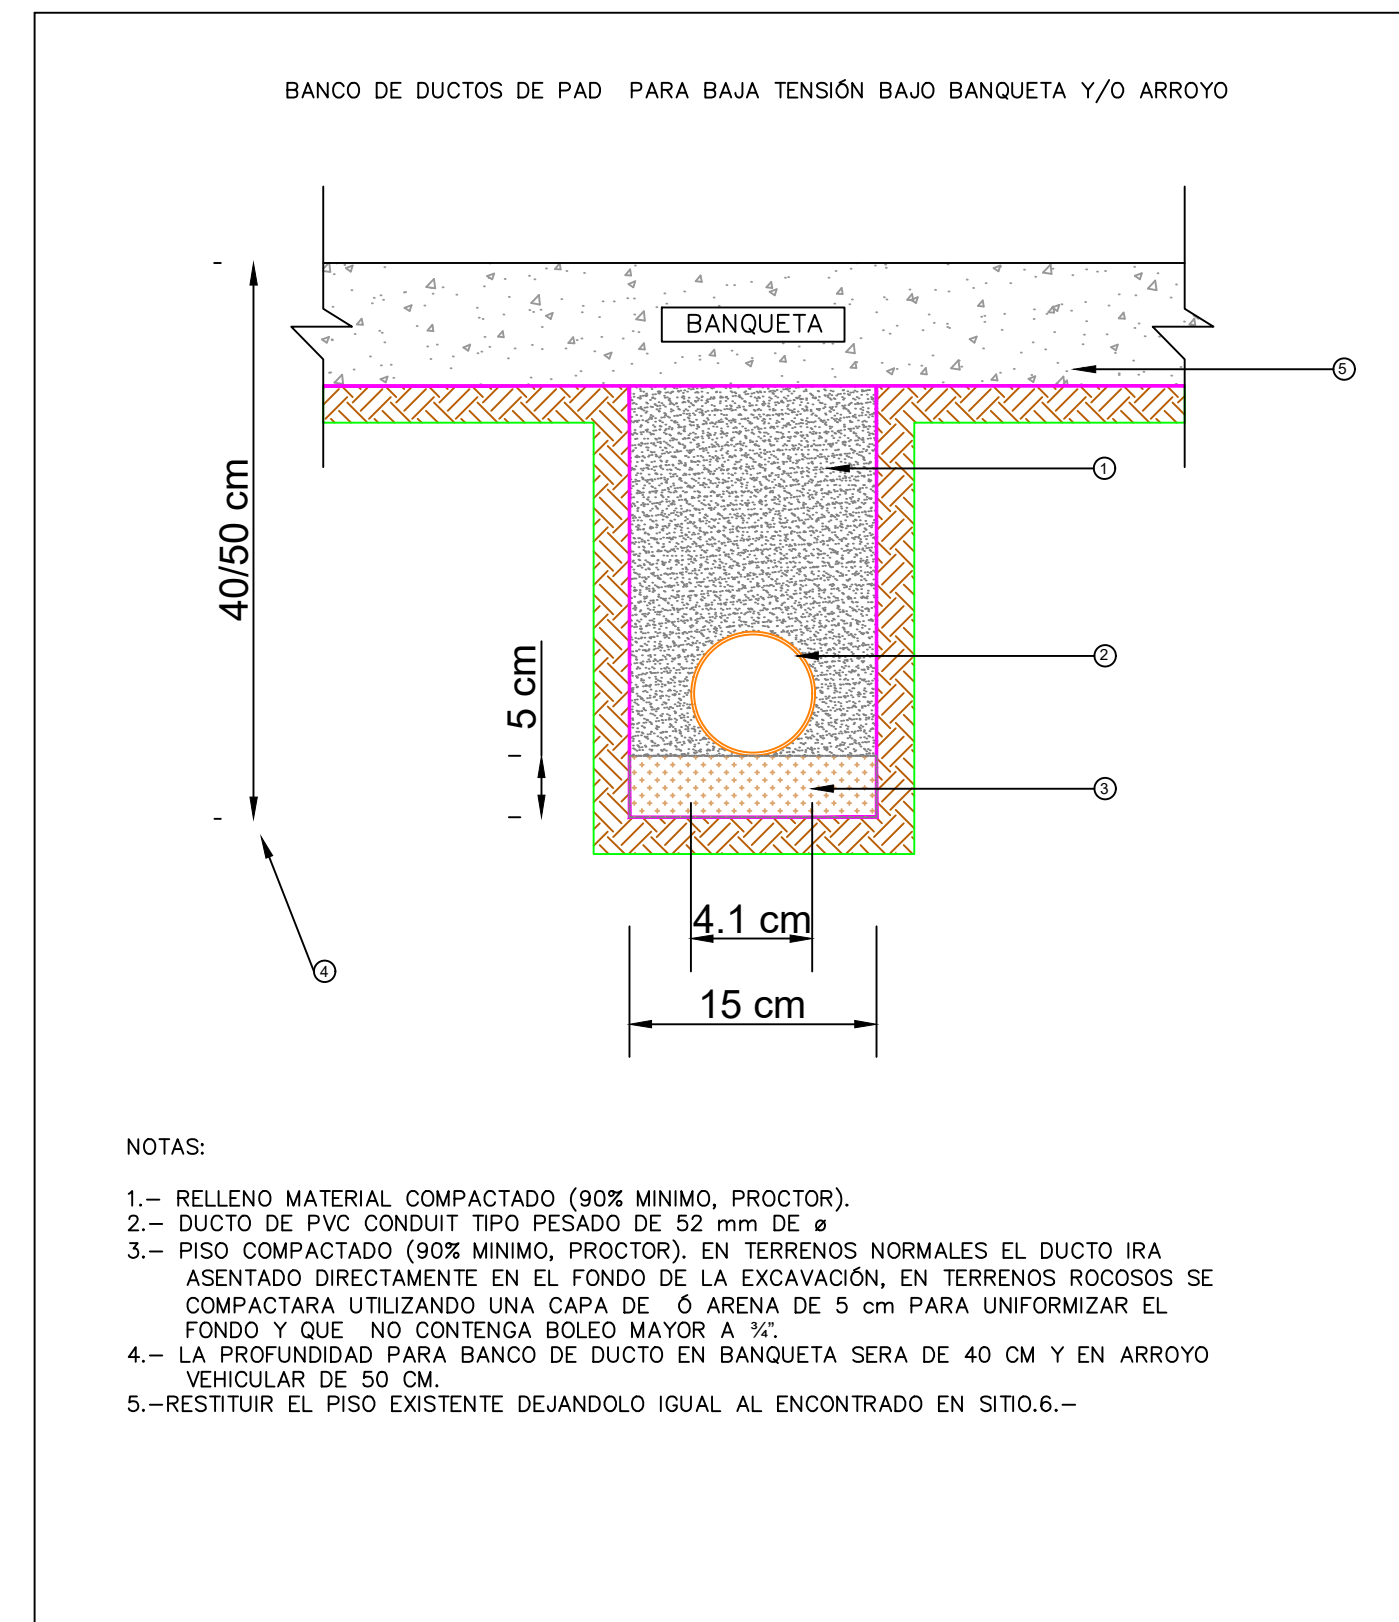 BANCO DE DUCTOS DE PAD PARA BAJA TENSIÓN BAJO BANQUETA Y/O ARROYO
BANQUETA
5
1
40/50 cm
2
5 cm
3
4.1 cm
4
15 cm
NOTAS:
1.- RELLENO MATERIAL COMPACTADO (90% MINIMO, PROCTOR).
2.- DUCTO DE PVC CONDUIT TIPO PESADO DE 52 mm DE ø
3.- PISO COMPACTADO (90% MINIMO, PROCTOR). EN TERRENOS NORMALES EL DUCTO IRA
ASENTADO DIRECTAMENTE EN EL FONDO DE LA EXCAVACIÓN, EN TERRENOS ROCOSOS SE
COMPACTARA UTILIZANDO UNA CAPA DE Ó ARENA DE 5 cm PARA UNIFORMIZAR EL
FONDO Y QUE NO CONTENGA BOLEO MAYOR A ¾".
4.- LA PROFUNDIDAD PARA BANCO DE DUCTO EN BANQUETA SERA DE 40 CM Y EN ARROYO
VEHICULAR DE 50 CM.
5.-RESTITUIR EL PISO EXISTENTE DEJANDOLO IGUAL AL ENCONTRADO EN SITIO.6.-